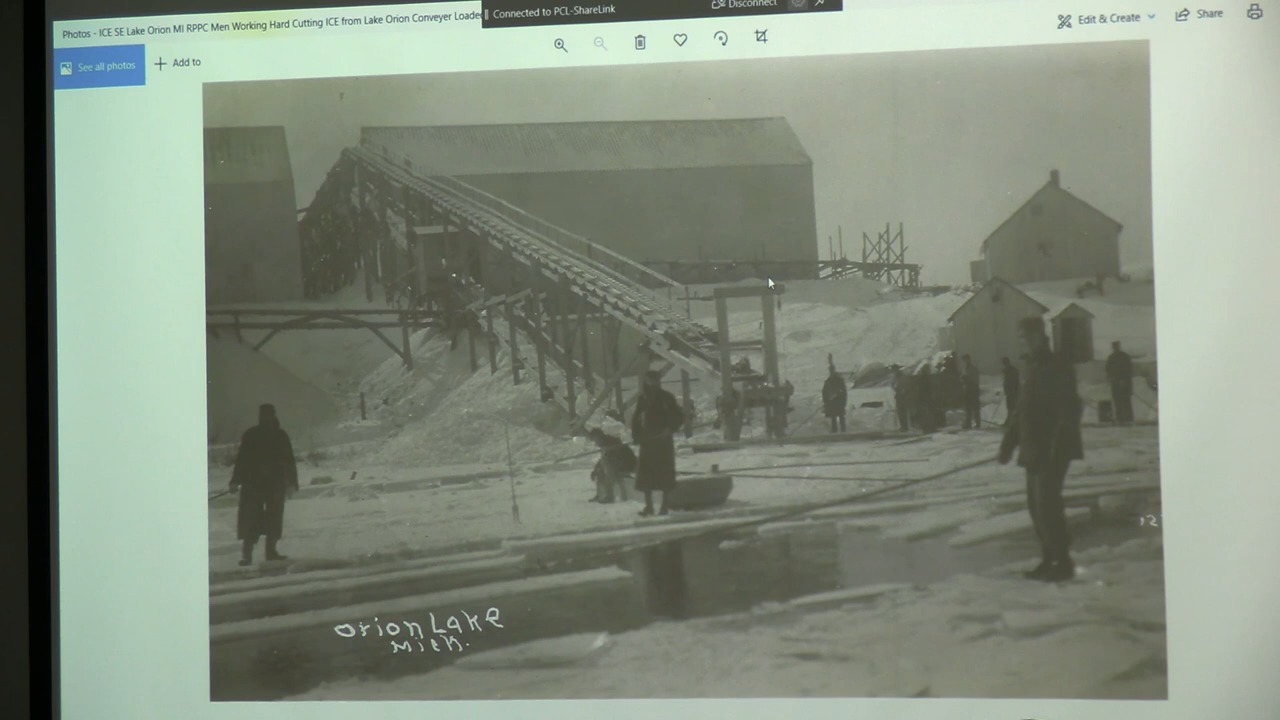 Photos - ICE SE Lake Orion MI RPPC Men Working Hard Cutting ICE from Lake Orion Conveyer Loade
Connected to PCL-ShareLink
Disconnect
Edit & Create
Share
See all photos
Add to
12
Orion Lake
Mich.